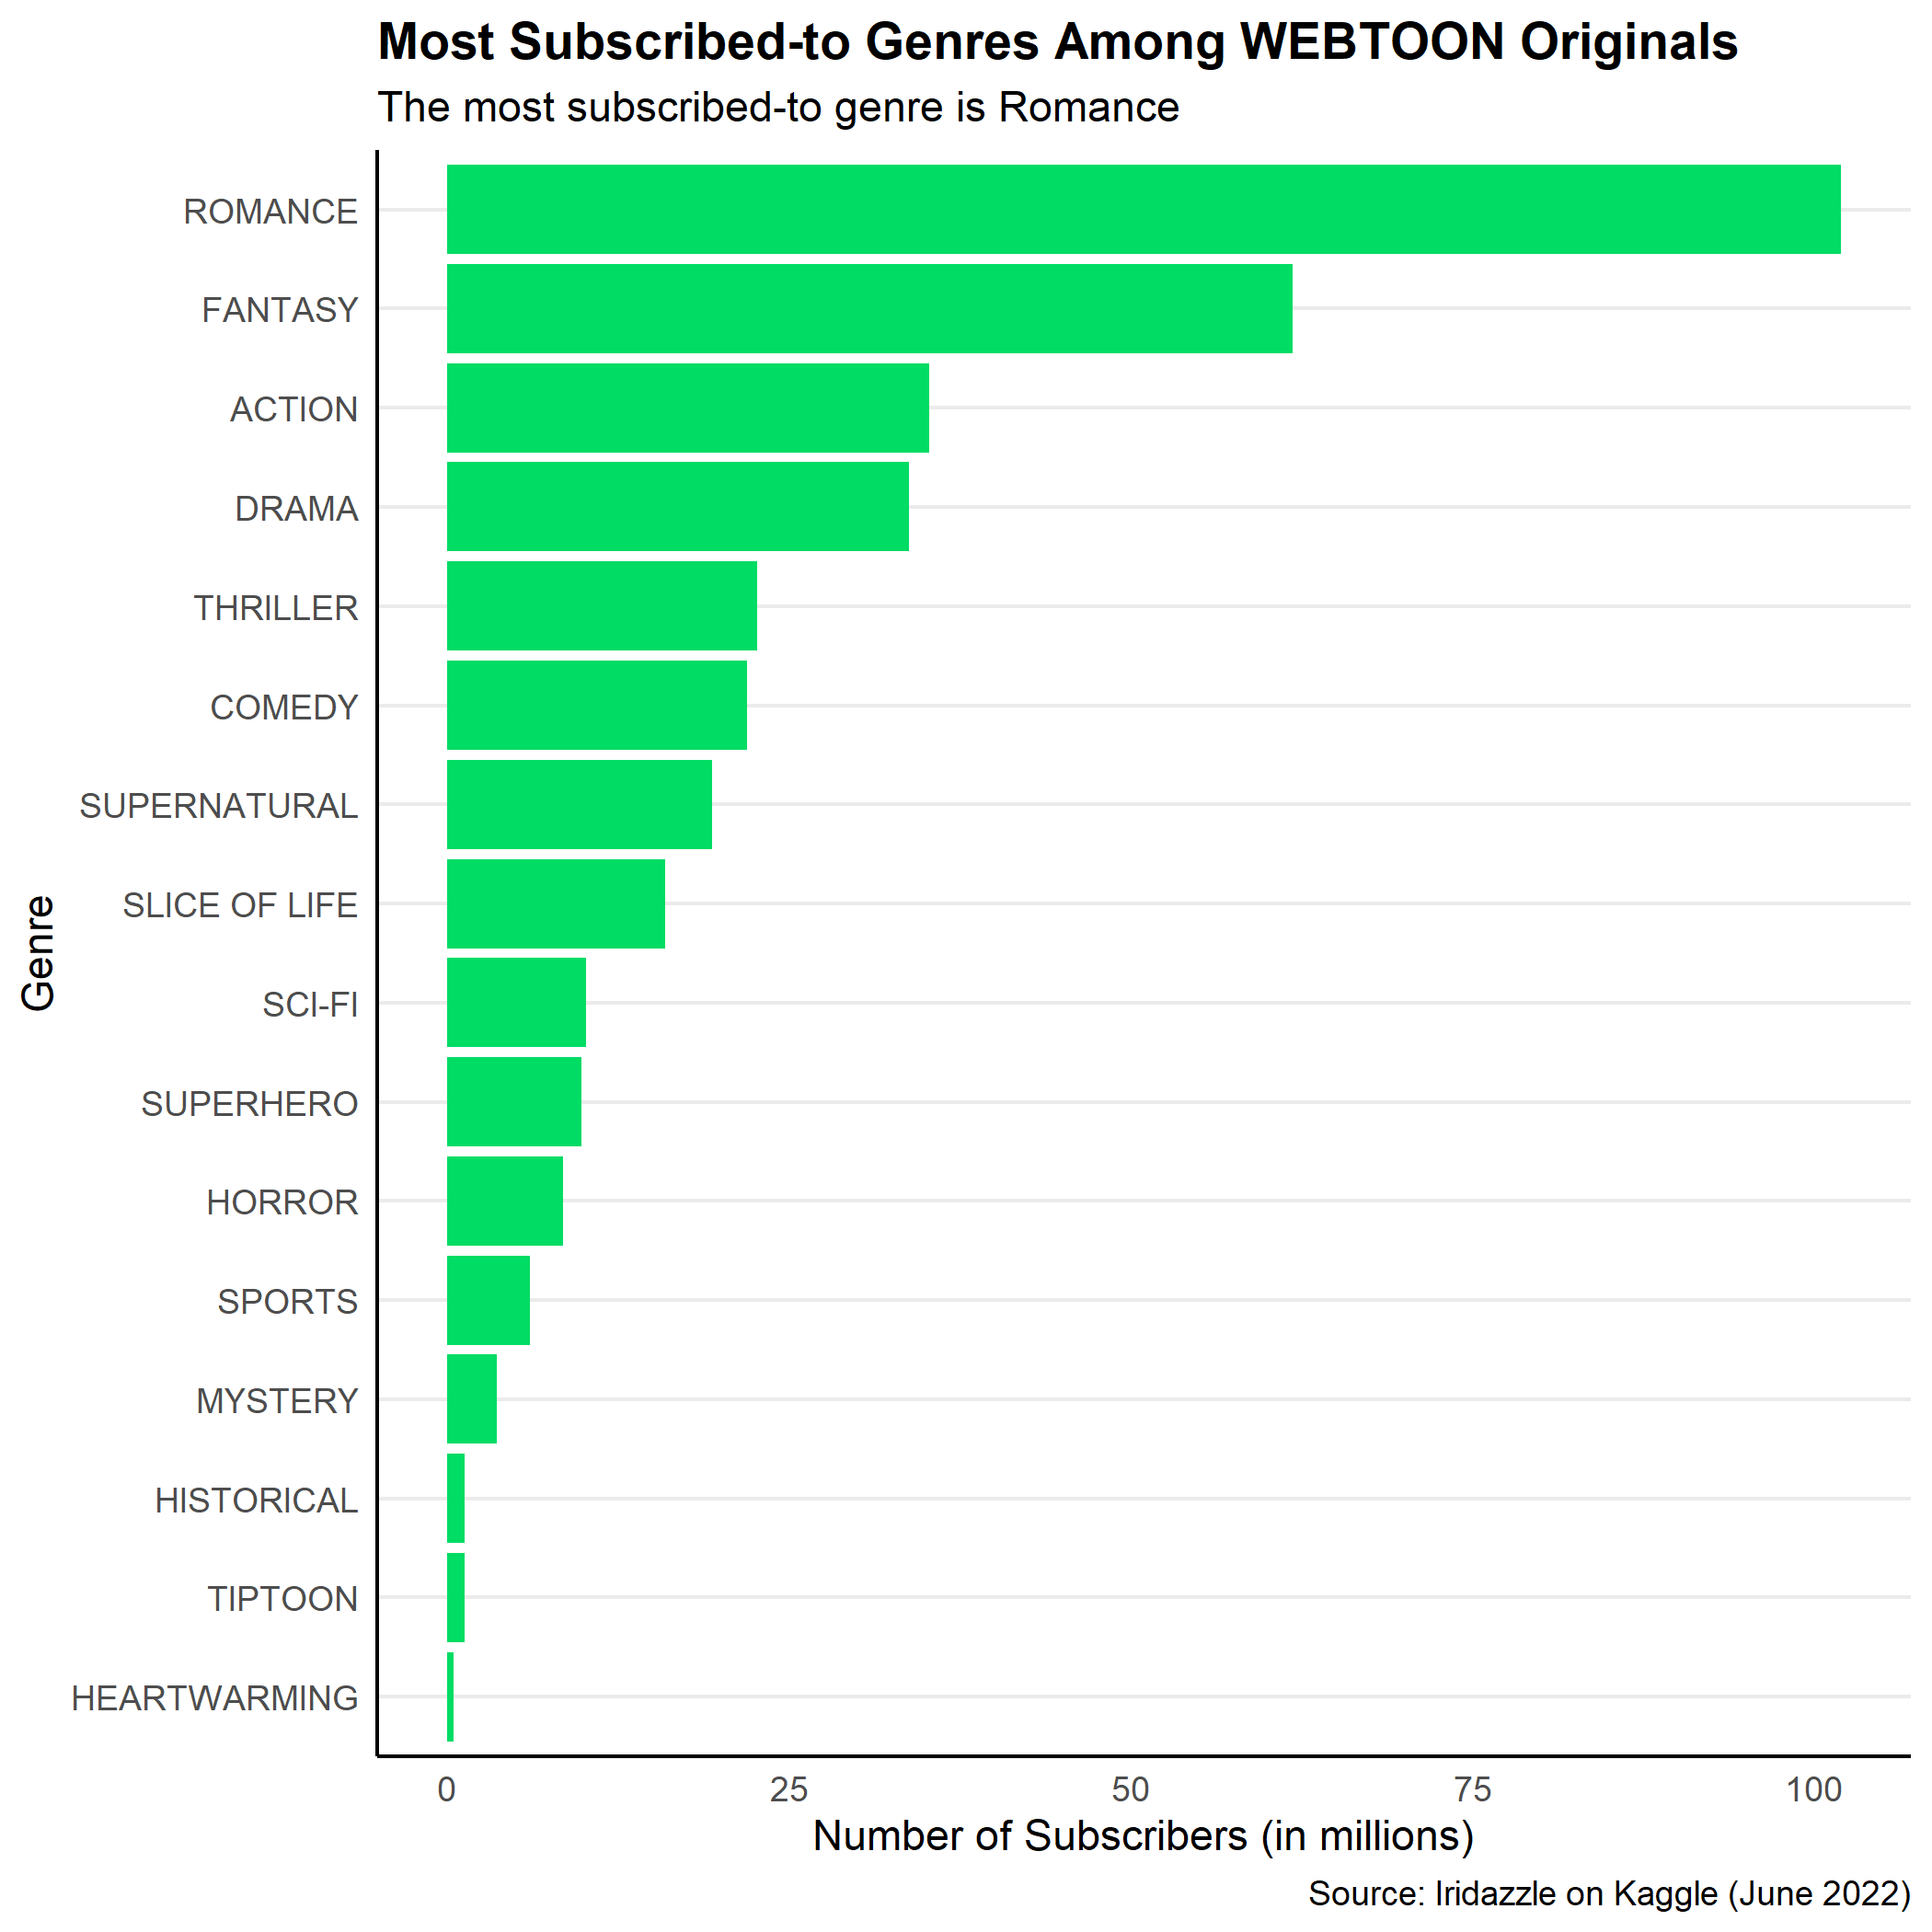 Most Subscribed-to Genres Among WEBTOON Originals
The most subscribed-to genre is Romance
ROMANCE
FANTASY
ACTION
DRAMA
THRILLER
COMEDY
SUPERNATURAL
SLICE OF LIFE
SCI-FI
SUPERHERO
HORROR
SPORTS
MYSTERY
HISTORICAL
TIPTOON
HEARTWARMING
Genre
0 25 50 75 100
Number of Subscribers (in millions)
Source: Iridazzle on Kaggle (June 2022)